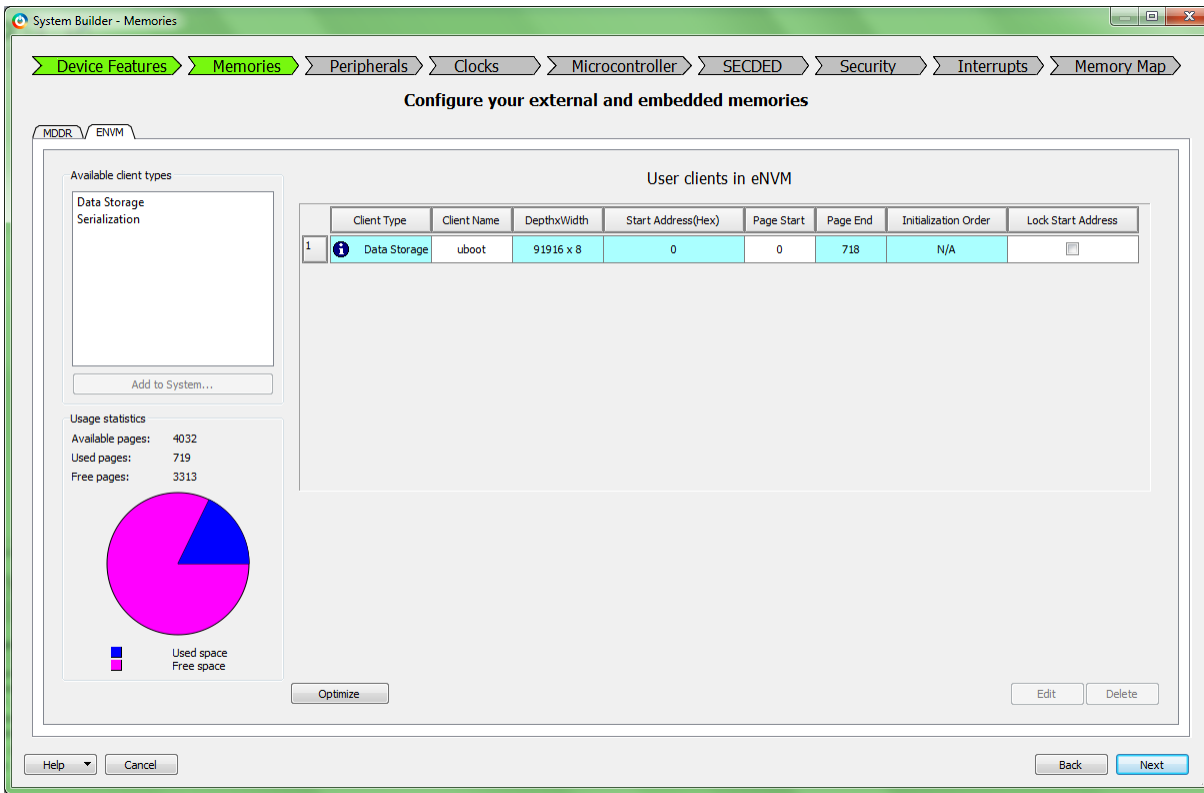 System Builder - Memories
Device Features Memories Peripherals Clocks Microcontroller SECDED Security Interrupts Memory Map
Configure your external and embedded memories
MDDR ENVM
Available client types
Data Storage
Serialization
Add to System...
Usage statistics
Available pages: 4032
Used pages: 719
Free pages: 3313
Used space
Free space
User clients in eNVM
Client Type Client Name DepthxWidth Start Address(Hex) Page Start Page End Initialization Order Lock Start Address
1 Data Storage uboot 91916 x 8 0 0 718 N/A
Optimize Edit Delete
Help Cancel Back Next